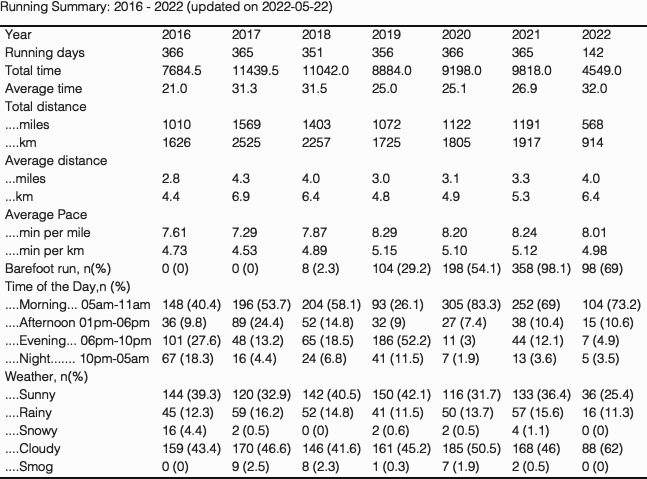 Running Summary: 2016 - 2022 (updated on 2022-05-22)
Year 2016 2017 2018 2019 2020 2021 2022
Running days 366 365 351 356 366 365 142
Total time 7684.5 11439.5 11042.0 8884.0 9198.0 9818.0 4549.0
Average time 21.0 31.3 31.5 25.0 25.1 26.9 32.0
Total distance
....miles 1010 1569 1403 1072 1122 1191 568
....km 1626 2525 2257 1725 1805 1917 914
Average distance
...miles 2.8 4.3 4.0 3.0 3.1 3.3 4.0
...km 4.4 6.9 6.4 4.8 4.9 5.3 6.4
Average Pace
....min per mile 7.61 7.29 7.87 8.29 8.20 8.24 8.01
....min per km 4.73 4.53 4.89 5.15 5.10 5.12 4.98
Barefoot run, n(%) 0 (0) 0 (0) 8 (2.3) 104 (29.2) 198 (54.1) 358 (98.1) 98 (69)
Time of the Day,n (%)
....Morning... 05am-11am 148 (40.4) 196 (53.7) 204 (58.1) 93 (26.1) 305 (83.3) 252 (69) 104 (73.2)
....Afternoon 01pm-06pm 36 (9.8) 89 (24.4) 52 (14.8) 32 (9) 27 (7.4) 38 (10.4) 15 (10.6)
....Evening... 06pm-10pm 101 (27.6) 48 (13.2) 65 (18.5) 186 (52.2) 11 (3) 44 (12.1) 7 (4.9)
....Night....... 10pm-05am 67 (18.3) 16 (4.4) 24 (6.8) 41 (11.5) 7 (1.9) 13 (3.6) 5 (3.5)
Weather, n(%)
....Sunny 144 (39.3) 120 (32.9) 142 (40.5) 150 (42.1) 116 (31.7) 133 (36.4) 36 (25.4)
....Rainy 45 (12.3) 59 (16.2) 52 (14.8) 41 (11.5) 50 (13.7) 57 (15.6) 16 (11.3)
....Snowy 16 (4.4) 2 (0.5) 0 (0) 2 (0.6) 2 (0.5) 4 (1.1) 0 (0)
....Cloudy 159 (43.4) 170 (46.6) 146 (41.6) 161 (45.2) 185 (50.5) 168 (46) 88 (62)
....Smog 0 (0) 9 (2.5) 8 (2.3) 1 (0.3) 7 (1.9) 2 (0.5) 0 (0)